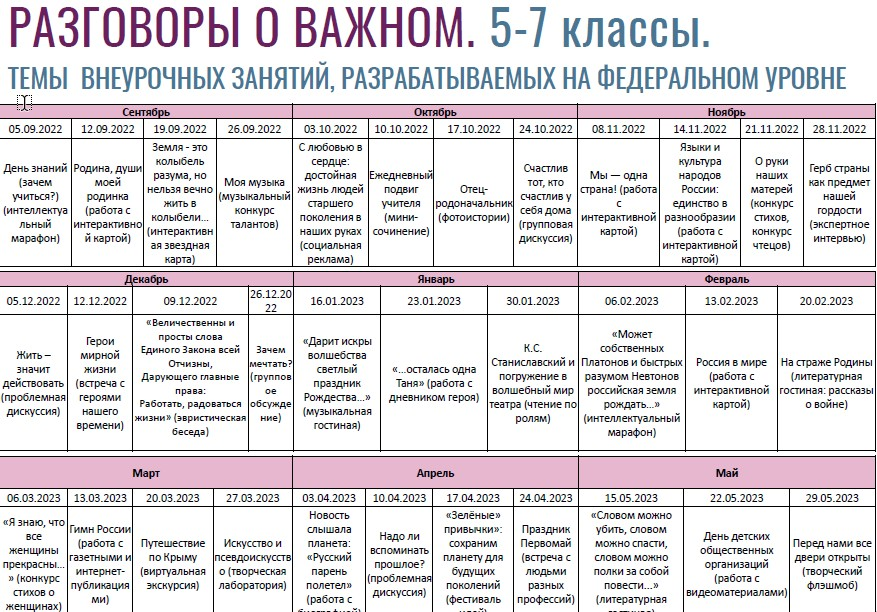 РАЗГОВОРЫ О ВАЖНОМ. 5-7 классы.
ТЕМЫ ВНЕУРОЧНЫХ ЗАНЯТИЙ, РАЗРАБАТЫВАЕМЫХ НА ФЕДЕРАЛЬНОМ УРОВНЕ
Сентябрь
Октябрь
Ноябрь
05.09.2022
12.09.2022
19.09.2022
26.09.2022
03.10.2022
10.10.2022
17.10.2022
24.10.2022
08.11.2022
14.11.2022
21.11.2022
28.11.2022
День знаний
(зачем
учиться?)
(интеллектуа
льный
марафон)
Родина, души
моей
родинка
(работа с
интерактивно
й картой)
Земля - это
колыбель
разума, но
нельзя вечно
жить в
колыбели...
(интерактивн
ая звездная
карта)
Моя музыка
(музыкальный
конкурс
талантов)
С любовью в
сердце:
достойная
жизнь людей
старшего
поколения в
наших руках
(социальная
реклама)
Ежедневный
подвиг
учителя
(мини-
сочинение)
Отец-
родоначальник
(фотоистории)
Счастлив
тот, кто
счастлив у
себя дома
(групповая
дискуссия)
Мы — одна
страна! (работа
с
интерактивной
картой)
Языки и
культура
народов
России:
единство в
разнообразии
(работа с
интерактивной
картой)
О руки
наших
матерей
(конкурс
стихов,
конкурс
чтецов)
Герб страны
как предмет
нашей
гордости
(экспертное
интервью)
Декабрь
Январь
Февраль
05.12.2022
12.12.2022
09.12.2022
26.12.20
22
16.01.2023
23.01.2023
30.01.2023
06.02.2023
13.02.2023
20.02.2023
Жить –
значит
действовать
(проблемная
дискуссия)
Герои
мирной
жизни
(встреча с
героями
нашего
времени)
«Величественны и
просты слова
Единого Закона всей
Отчизны,
Дарующего главные
права:
Работать, радоваться
жизни» (эвристическая
беседа)
Зачем
мечтать?
(группов
ое
обсужде
ние)
«Дарит искры
волшебства
светлый
праздник
Рождества...»
(музыкальная
гостиная)
«...осталась одна
Таня» (работа с
дневником героя)
К.С.
Станиславский и
погружение в
волшебный мир
театра (чтение по
ролям)
«Может
собственных
Платонов и быстрых
разумом Невтонов
российская земля
рождать...»
(интеллектуальный
марафон)
Россия в мире
(работа с
интерактивной
картой)
На страже Родины
(литературная
гостиная: рассказы
о войне)
Март
Апрель
Май
06.03.2023
13.03.2023
20.03.2023
27.03.2023
03.04.2023
10.04.2023
17.04.2023
24.04.2023
15.05.2023
22.05.2023
29.05.2023
«Я знаю, что
все
женщины
прекрасны...
» (конкурс
стихов о
женщинах)
Гимн России
(работа с
газетными и
интернет-
публикация
ми)
Путешествие
по Крыму
(виртуальная
экскурсия)
Искусство и
псевдоискусств
о (творческая
лаборатория)
Новость
слышала
планета:
«Русский
парень
полетел»
(работа с
Надо ли
вспоминать
прошлое?
(проблемная
дискуссия)
«Зелёные»
привычки»:
сохраним
планету для
будущих
поколений
(фестиваль
Праздник
Первомай
(встреча с
людьми
разных
профессий)
«Словом можно
убить, словом
можно спасти,
словом можно
полки за собой
повести...»
(литературная
День детских
общественных
организаций
(работа с
видеоматериалами)
Перед нами все
двери открыты
(творческий
флэшмоб)